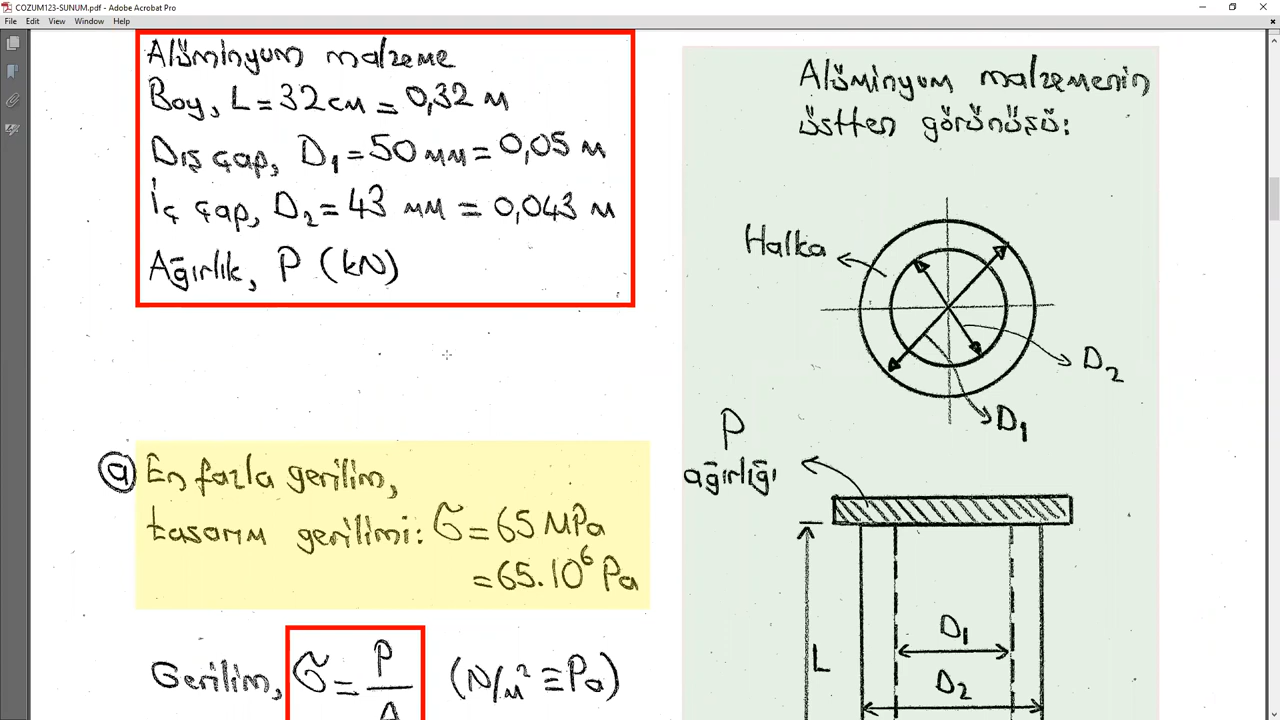 COZUM123-SUNUM.pdf - Adobe Acrobat Pro
File Edit View Window Help
Alüminyum malzeme
Boy, L = 32 cm = 0,32 m
Dış çap, D₁ = 50 mm = 0,05 m
İç çap, D₂ = 43 mm = 0,043 m
Ağırlık, P (kN)
a En fazla gerilim,
tasarım gerilimi: σ = 65 MPa
= 65.10⁶ Pa
Gerilim, σ = P / A (N/m² ≡ Pa)
Alüminyum malzemenin
üstten görünüşü:
Halka
D₂
D₁
P
ağırlığı
D₁
L
D₂